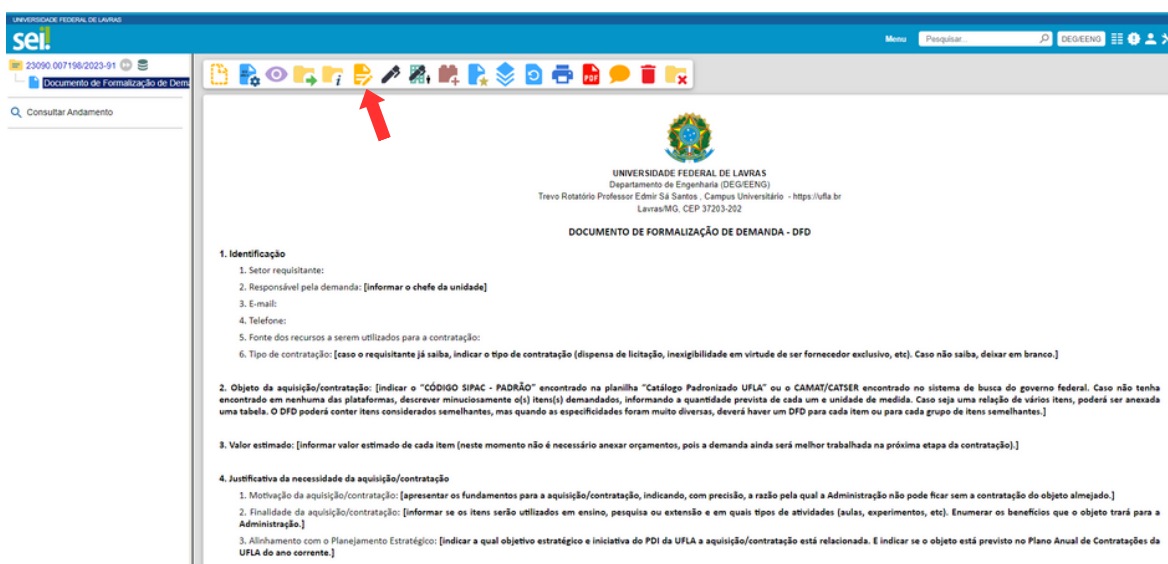 UNIVERSIDADE FEDERAL DE LAVRAS
sei!
Menu
Pesquisar...
DEG/EENG
23090.007198/2023-91
Documento de Formalização de Dem
Consultar Andamento
PDF
UNIVERSIDADE FEDERAL DE LAVRAS
Departamento de Engenharia (DEG/EENG)
Trevo Rotatório Professor Edmir Sá Santos , Campus Universitário - https://ufla.br
Lavras/MG, CEP 37203-202
DOCUMENTO DE FORMALIZAÇÃO DE DEMANDA - DFD
1. Identificação
1. Setor requisitante:
2. Responsável pela demanda: [informar o chefe da unidade]
3. E-mail:
4. Telefone:
5. Fonte dos recursos a serem utilizados para a contratação:
6. Tipo de contratação: [caso o requisitante já saiba, indicar o tipo de contratação (dispensa de licitação, inexigibilidade em virtude de ser fornecedor exclusivo, etc). Caso não saiba, deixar em branco.]
2. Objeto da aquisição/contratação: [indicar o "CÓDIGO SIPAC - PADRÃO" encontrado na planilha "Catálogo Padronizado UFLA" ou o CAMAT/CATSER encontrado no sistema de busca do governo federal. Caso não tenha
encontrado em nenhuma das plataformas, descrever minuciosamente o(s) itens(s) demandados, informando a quantidade prevista de cada um e unidade de medida. Caso seja uma relação de vários itens, poderá ser anexada
uma tabela. O DFD poderá conter itens considerados semelhantes, mas quando as especificidades foram muito diversas, deverá haver um DFD para cada item ou para cada grupo de itens semelhantes.]
3. Valor estimado: [informar valor estimado de cada item (neste momento não é necessário anexar orçamentos, pois a demanda ainda será melhor trabalhada na próxima etapa da contratação).]
4. Justificativa da necessidade da aquisição/contratação
1. Motivação da aquisição/contratação: [apresentar os fundamentos para a aquisição/contratação, indicando, com precisão, a razão pela qual a Administração não pode ficar sem a contratação do objeto almejado.]
2. Finalidade da aquisição/contratação: [informar se os itens serão utilizados em ensino, pesquisa ou extensão e em quais tipos de atividades (aulas, experimentos, etc). Enumerar os benefícios que o objeto trará para a
Administração.]
3. Alinhamento com o Planejamento Estratégico: [indicar a qual objetivo estratégico e iniciativa do PDI da UFLA a aquisição/contratação está relacionada. E indicar se o objeto está previsto no Plano Anual de Contratações da
UFLA do ano corrente.]